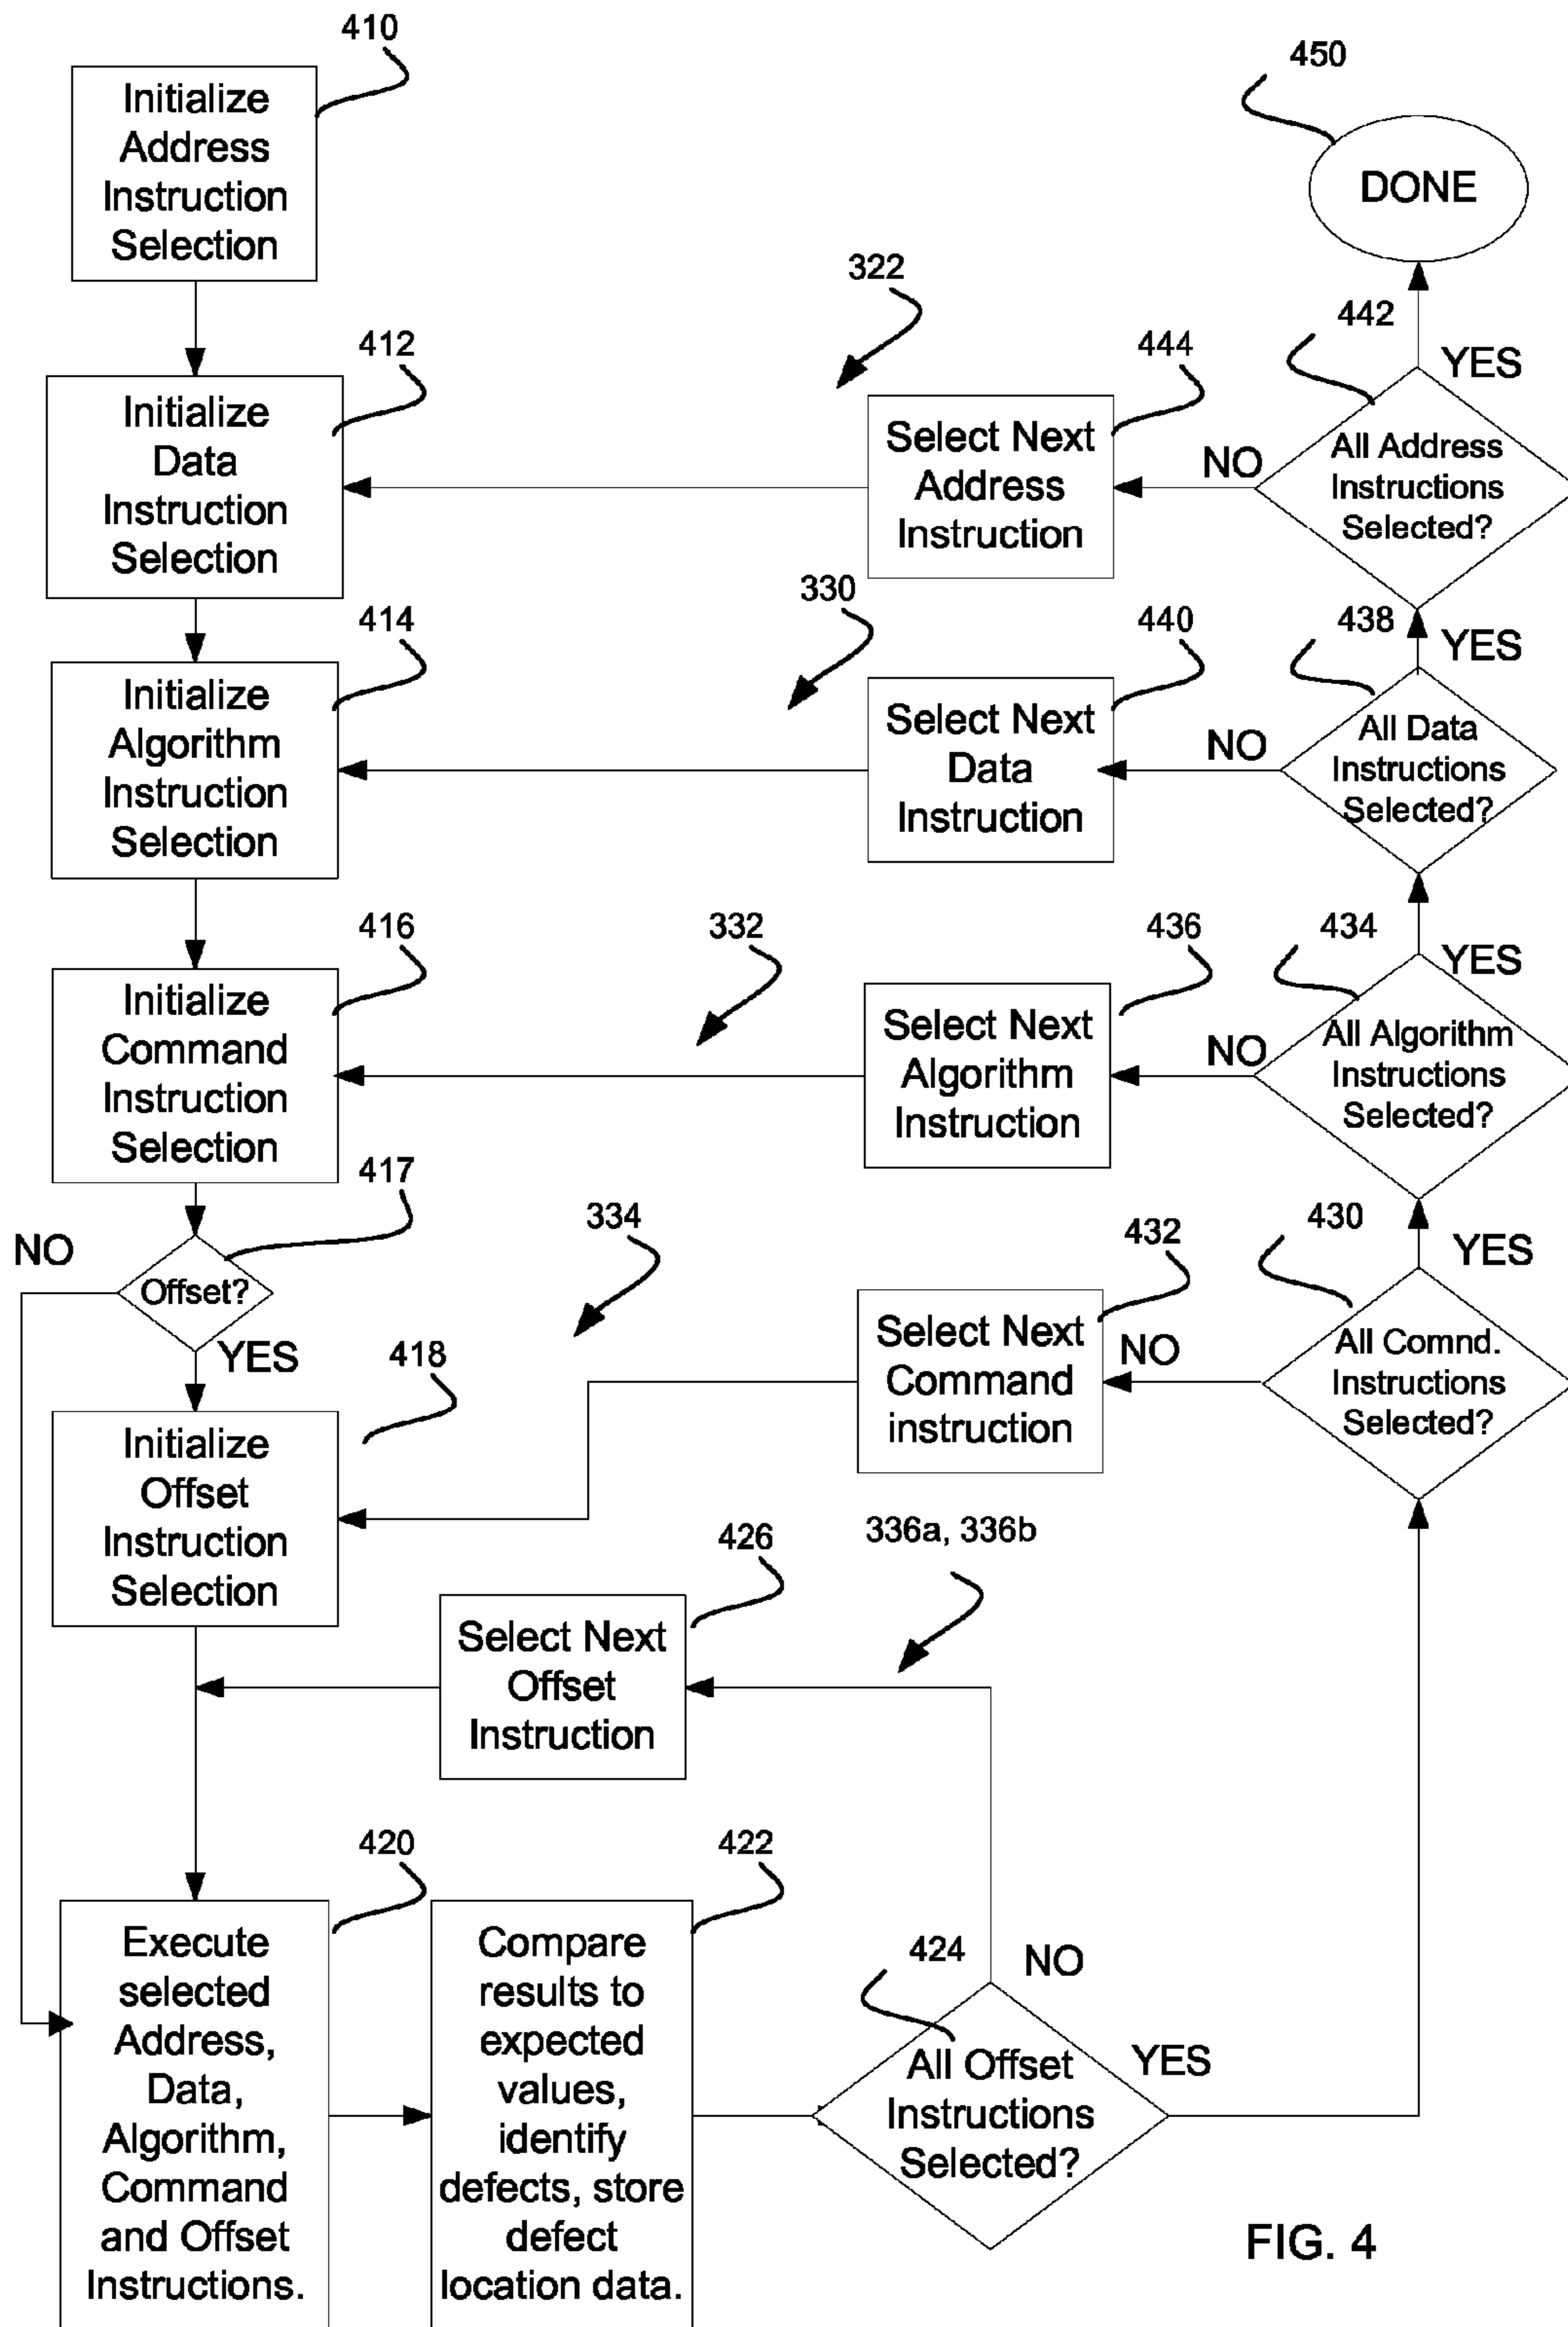 410
Initialize
Address
Instruction
Selection
450
DONE
322
442
YES
412
Initialize
Data
Instruction
Selection
444
Select Next
Address
Instruction
NO
All Address
Instructions
Selected?
330
414
Initialize
Algorithm
Instruction
Selection
440
Select Next
Data
Instruction
438
YES
NO
All Data
Instructions
Selected?
416
Initialize
Command
Instruction
Selection
332
436
Select Next
Algorithm
Instruction
434
YES
NO
All Algorithm
Instructions
Selected?
417
NO
Offset?
YES
334
432
Select Next
Command
instruction
430
YES
NO
All Comnd.
Instructions
Selected?
418
Initialize
Offset
Instruction
Selection
426
Select Next
Offset
Instruction
336a, 336b
420
Execute
selected
Address,
Data,
Algorithm,
Command
and Offset
Instructions.
422
Compare
results to
expected
values,
identify
defects, store
defect
location data.
424
NO
All Offset
Instructions
Selected?
YES
FIG. 4